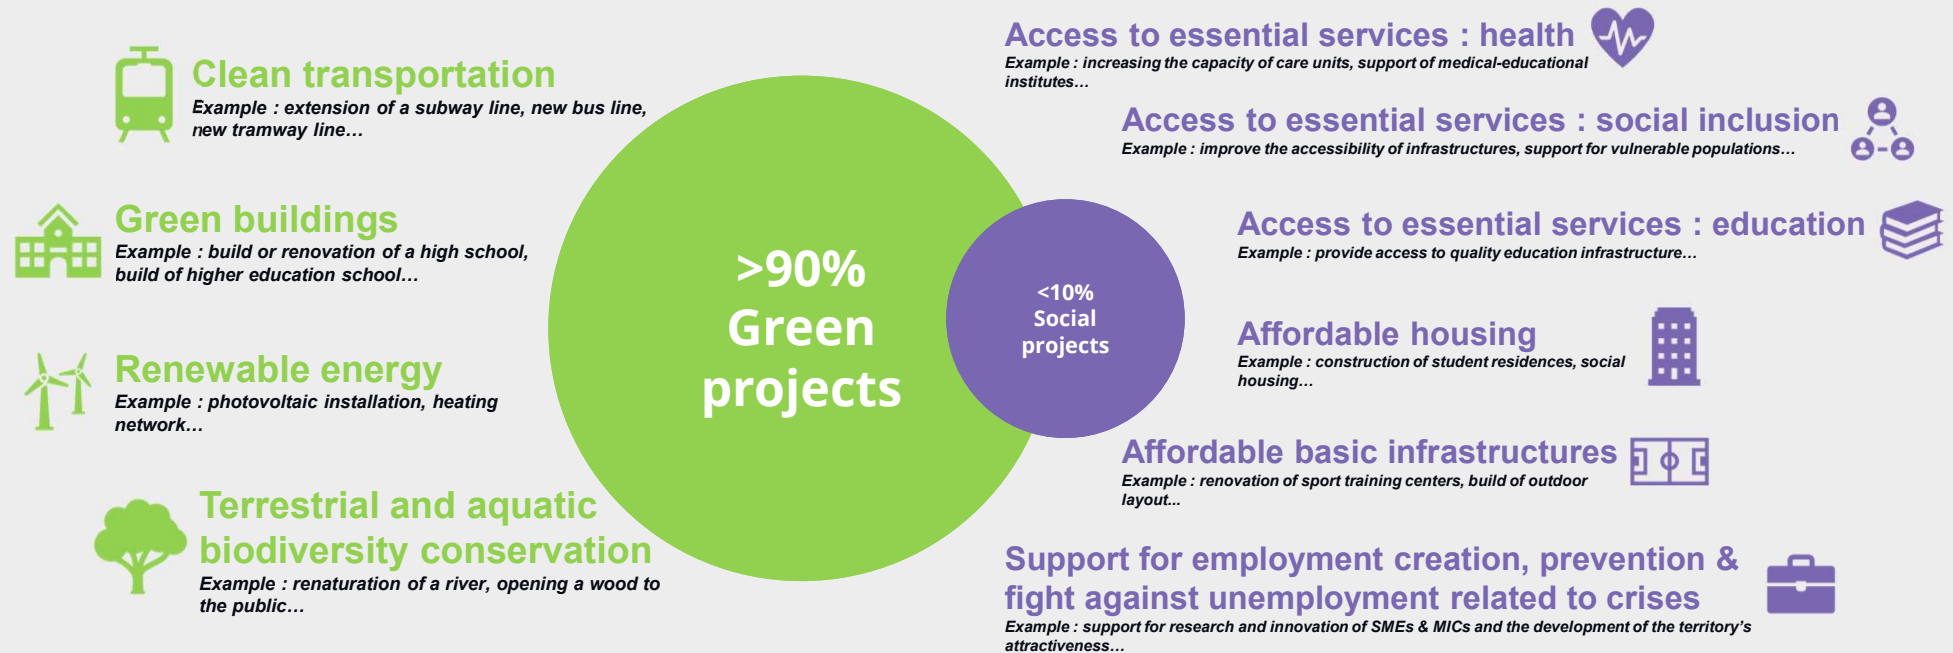 Clean transportation
Example : extension of a subway line, new bus line,
new tramway line…
Green buildings
Example : build or renovation of a high school,
build of higher education school…
Renewable energy
Example : photovoltaic installation, heating
network…
Terrestrial and aquatic
biodiversity conservation
Example : renaturation of a river, opening a wood to
the public…
>90%
Green
projects
<10%
Social
projects
Access to essential services : health
Example : increasing the capacity of care units, support of medical-educational
institutes…
Access to essential services : social inclusion
Example : improve the accessibility of infrastructures, support for vulnerable populations…
Access to essential services : education
Example : provide access to quality education infrastructure…
Affordable housing
Example : construction of student residences, social
housing…
Affordable basic infrastructures
Example : renovation of sport training centers, build of outdoor
layout...
Support for employment creation, prevention &
fight against unemployment related to crises
Example : support for research and innovation of SMEs & MICs and the development of the territory’s
attractiveness…